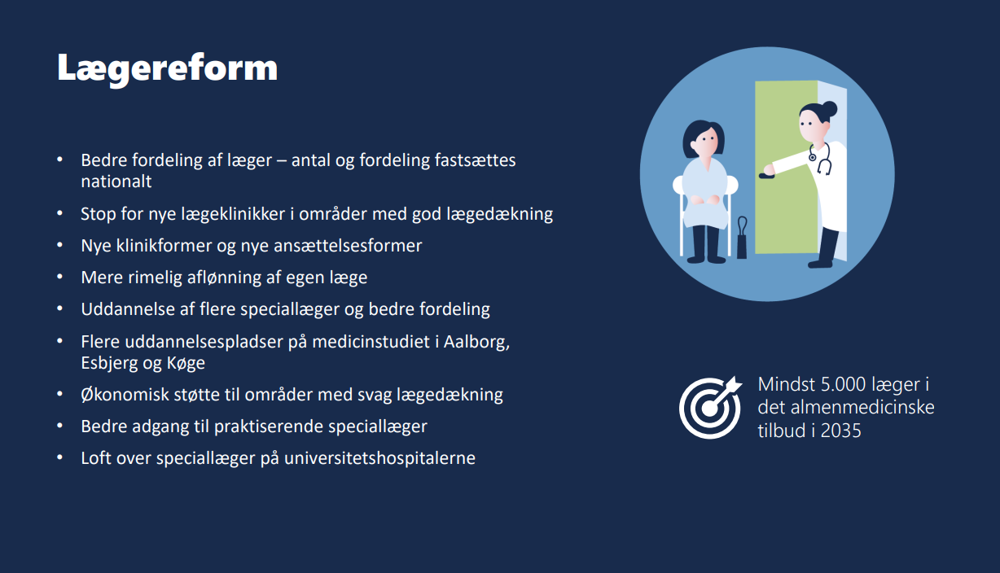 Lægereform
• Bedre fordeling af læger – antal og fordeling fastsættes
nationalt
• Stop for nye lægeklinikker i områder med god lægedækning
• Nye klinikformer og nye ansættelsesformer
• Mere rimelig aflønning af egen læge
• Uddannelse af flere speciallæger og bedre fordeling
• Flere uddannelsespladser på medicinstudiet i Aalborg,
Esbjerg og Køge
• Økonomisk støtte til områder med svag lægedækning
• Bedre adgang til praktiserende speciallæger
• Loft over speciallæger på universitetshospitalerne
Mindst 5.000 læger i
det almenmedicinske
tilbud i 2035